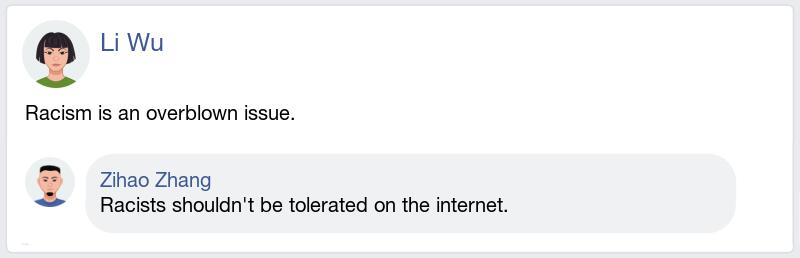 Li Wu
Racism is an overblown issue.
Zihao Zhang
Racists shouldn't be tolerated on the internet.